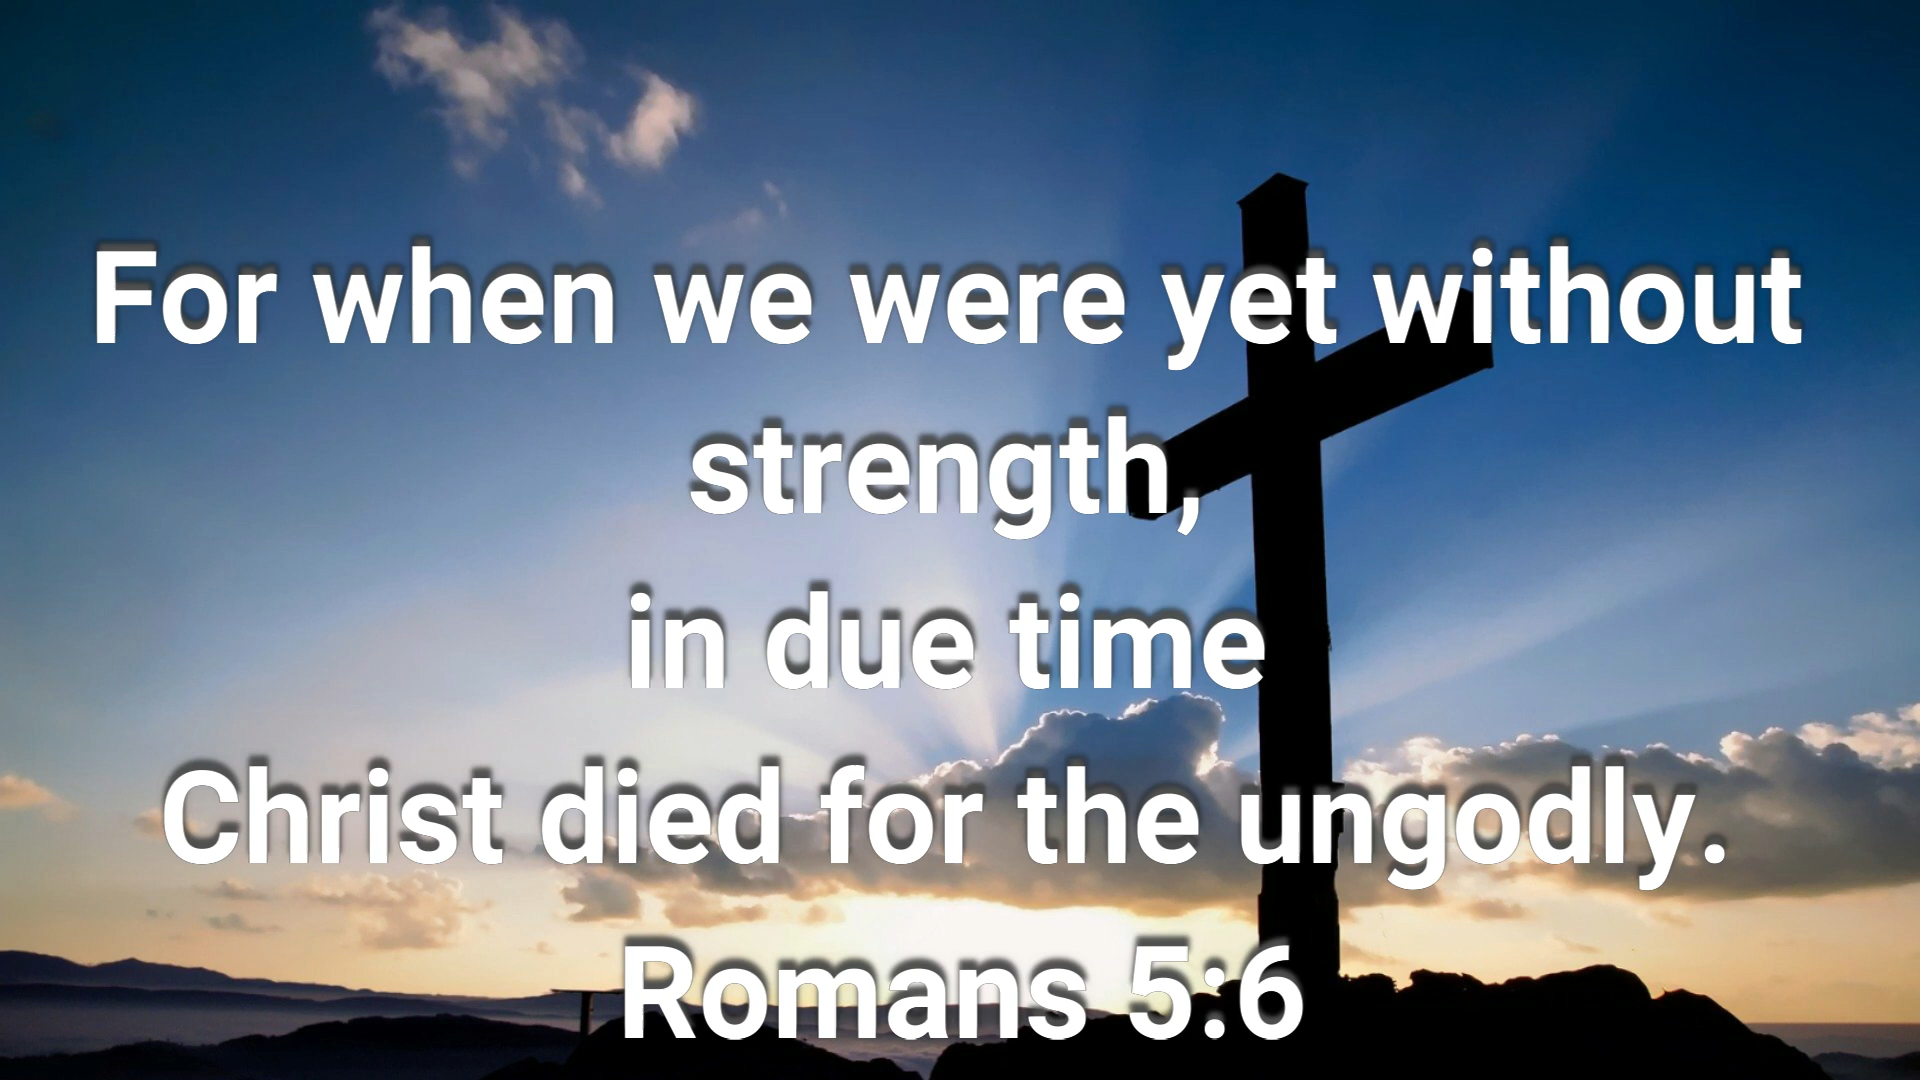 For when we were yet without
strength,
in due time
Christ died for the ungodly.
Romans 5:6